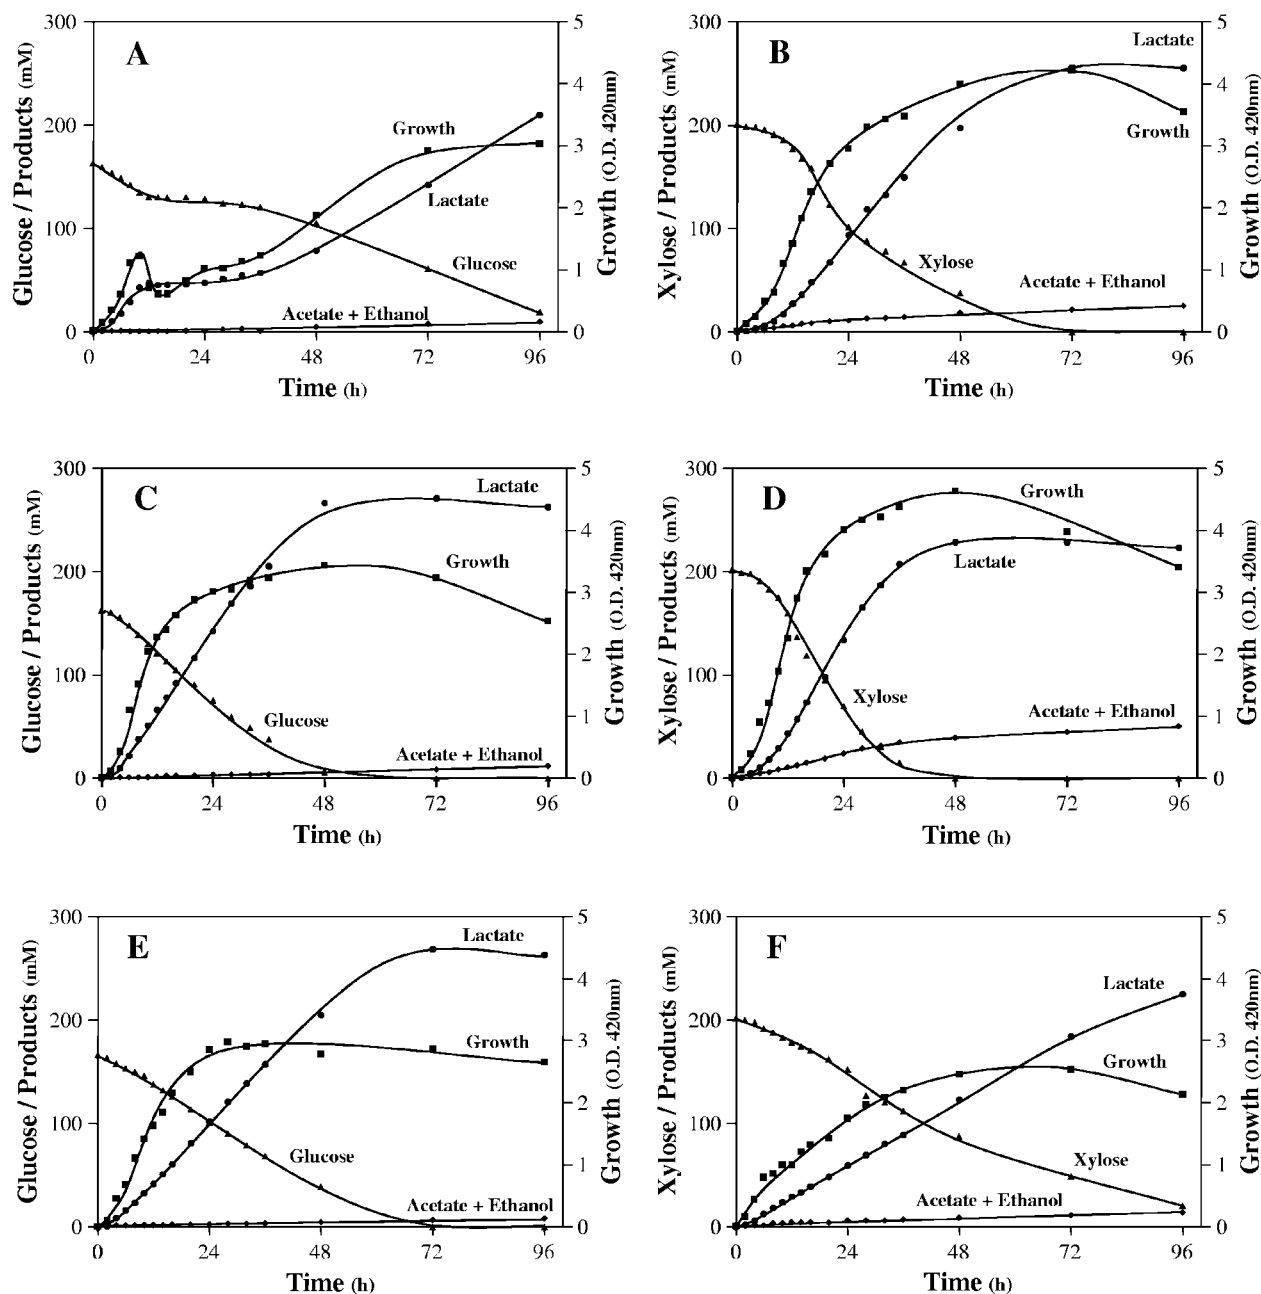 A
Glucose / Products (mM)
Growth (O.D. 420nm)
300
200
100
0
5
4
3
2
1
0
Growth
Lactate
Glucose
Acetate + Ethanol
0 24 48 72 96
Time (h)
B
Xylose / Products (mM)
Growth (O.D. 420nm)
300
200
100
0
5
4
3
2
1
0
Lactate
Growth
Xylose
Acetate + Ethanol
0 24 48 72 96
Time (h)
C
Glucose / Products (mM)
Growth (O.D. 420nm)
300
200
100
0
5
4
3
2
1
0
Lactate
Growth
Glucose
Acetate + Ethanol
0 24 48 72 96
Time (h)
D
Xylose / Products (mM)
Growth (O.D. 420nm)
300
200
100
0
5
4
3
2
1
0
Growth
Lactate
Xylose
Acetate + Ethanol
0 24 48 72 96
Time (h)
E
Glucose / Products (mM)
Growth (O.D. 420nm)
300
200
100
0
5
4
3
2
1
0
Lactate
Growth
Glucose
Acetate + Ethanol
0 24 48 72 96
Time (h)
F
Xylose / Products (mM)
Growth (O.D. 420nm)
300
200
100
0
5
4
3
2
1
0
Lactate
Growth
Xylose
Acetate + Ethanol
0 24 48 72 96
Time (h)